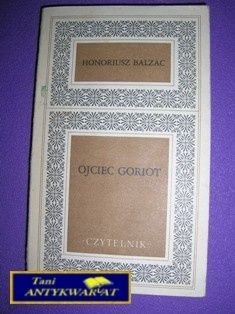 HONORIUSZ BALZAC
OJCIEC GORIOT
CZYTELNIK
Tani
ANTYKWARIAT